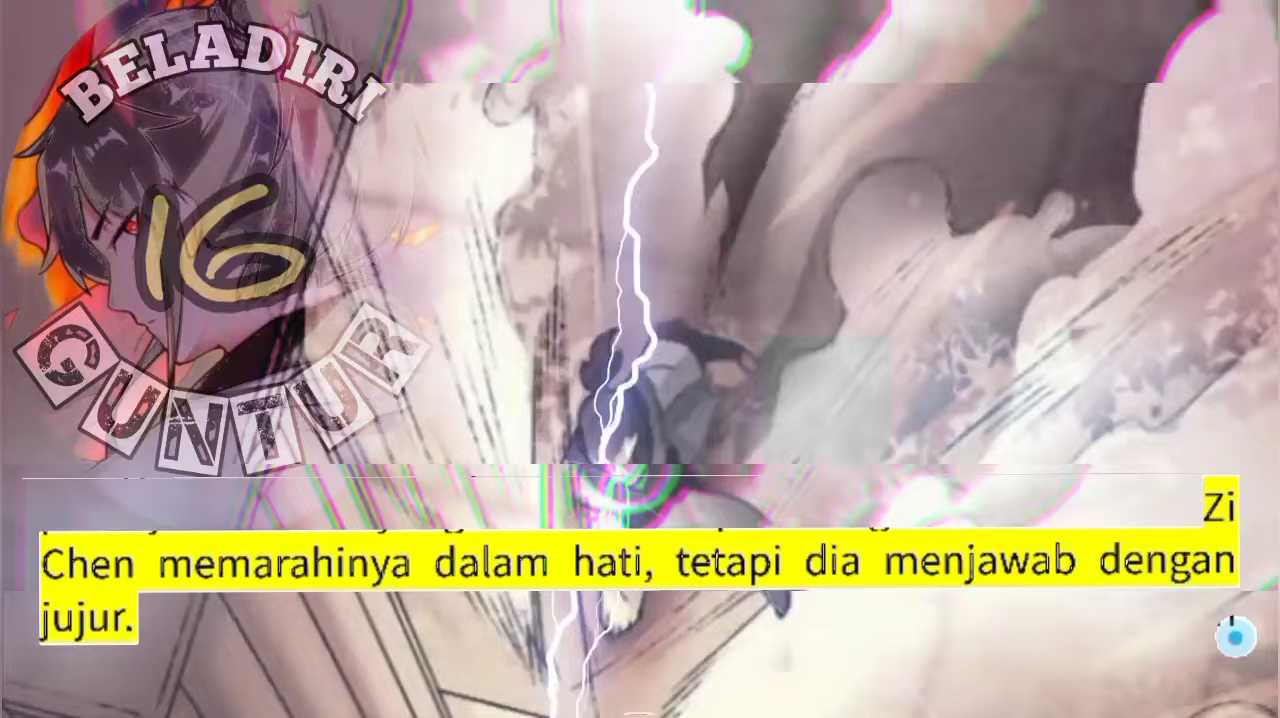 BELADIRI
16
GUNTUR
Zi
Chen memarahinya dalam hati, tetapi dia menjawab dengan
jujur.